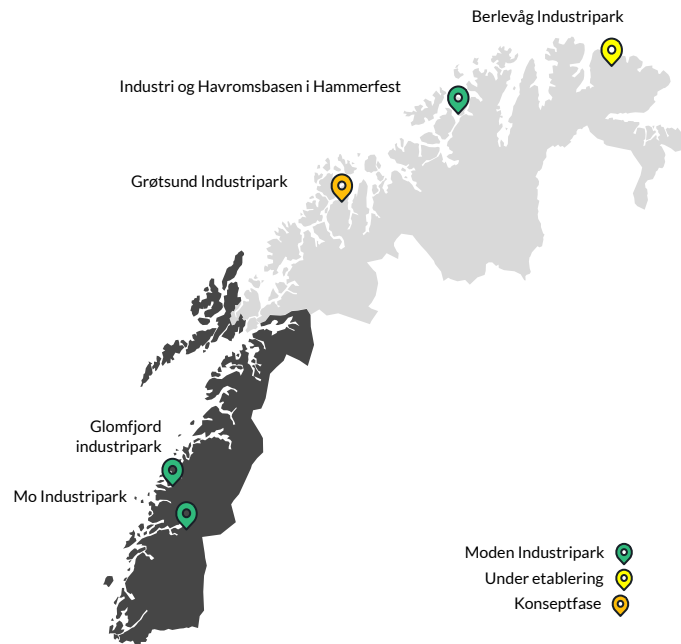 Berlevåg Industripark
Industri og Havromsbasen i Hammerfest
Grøtsund Industripark
Glomfjord
industripark
Mo Industripark
Moden Industripark
Under etablering
Konseptfase